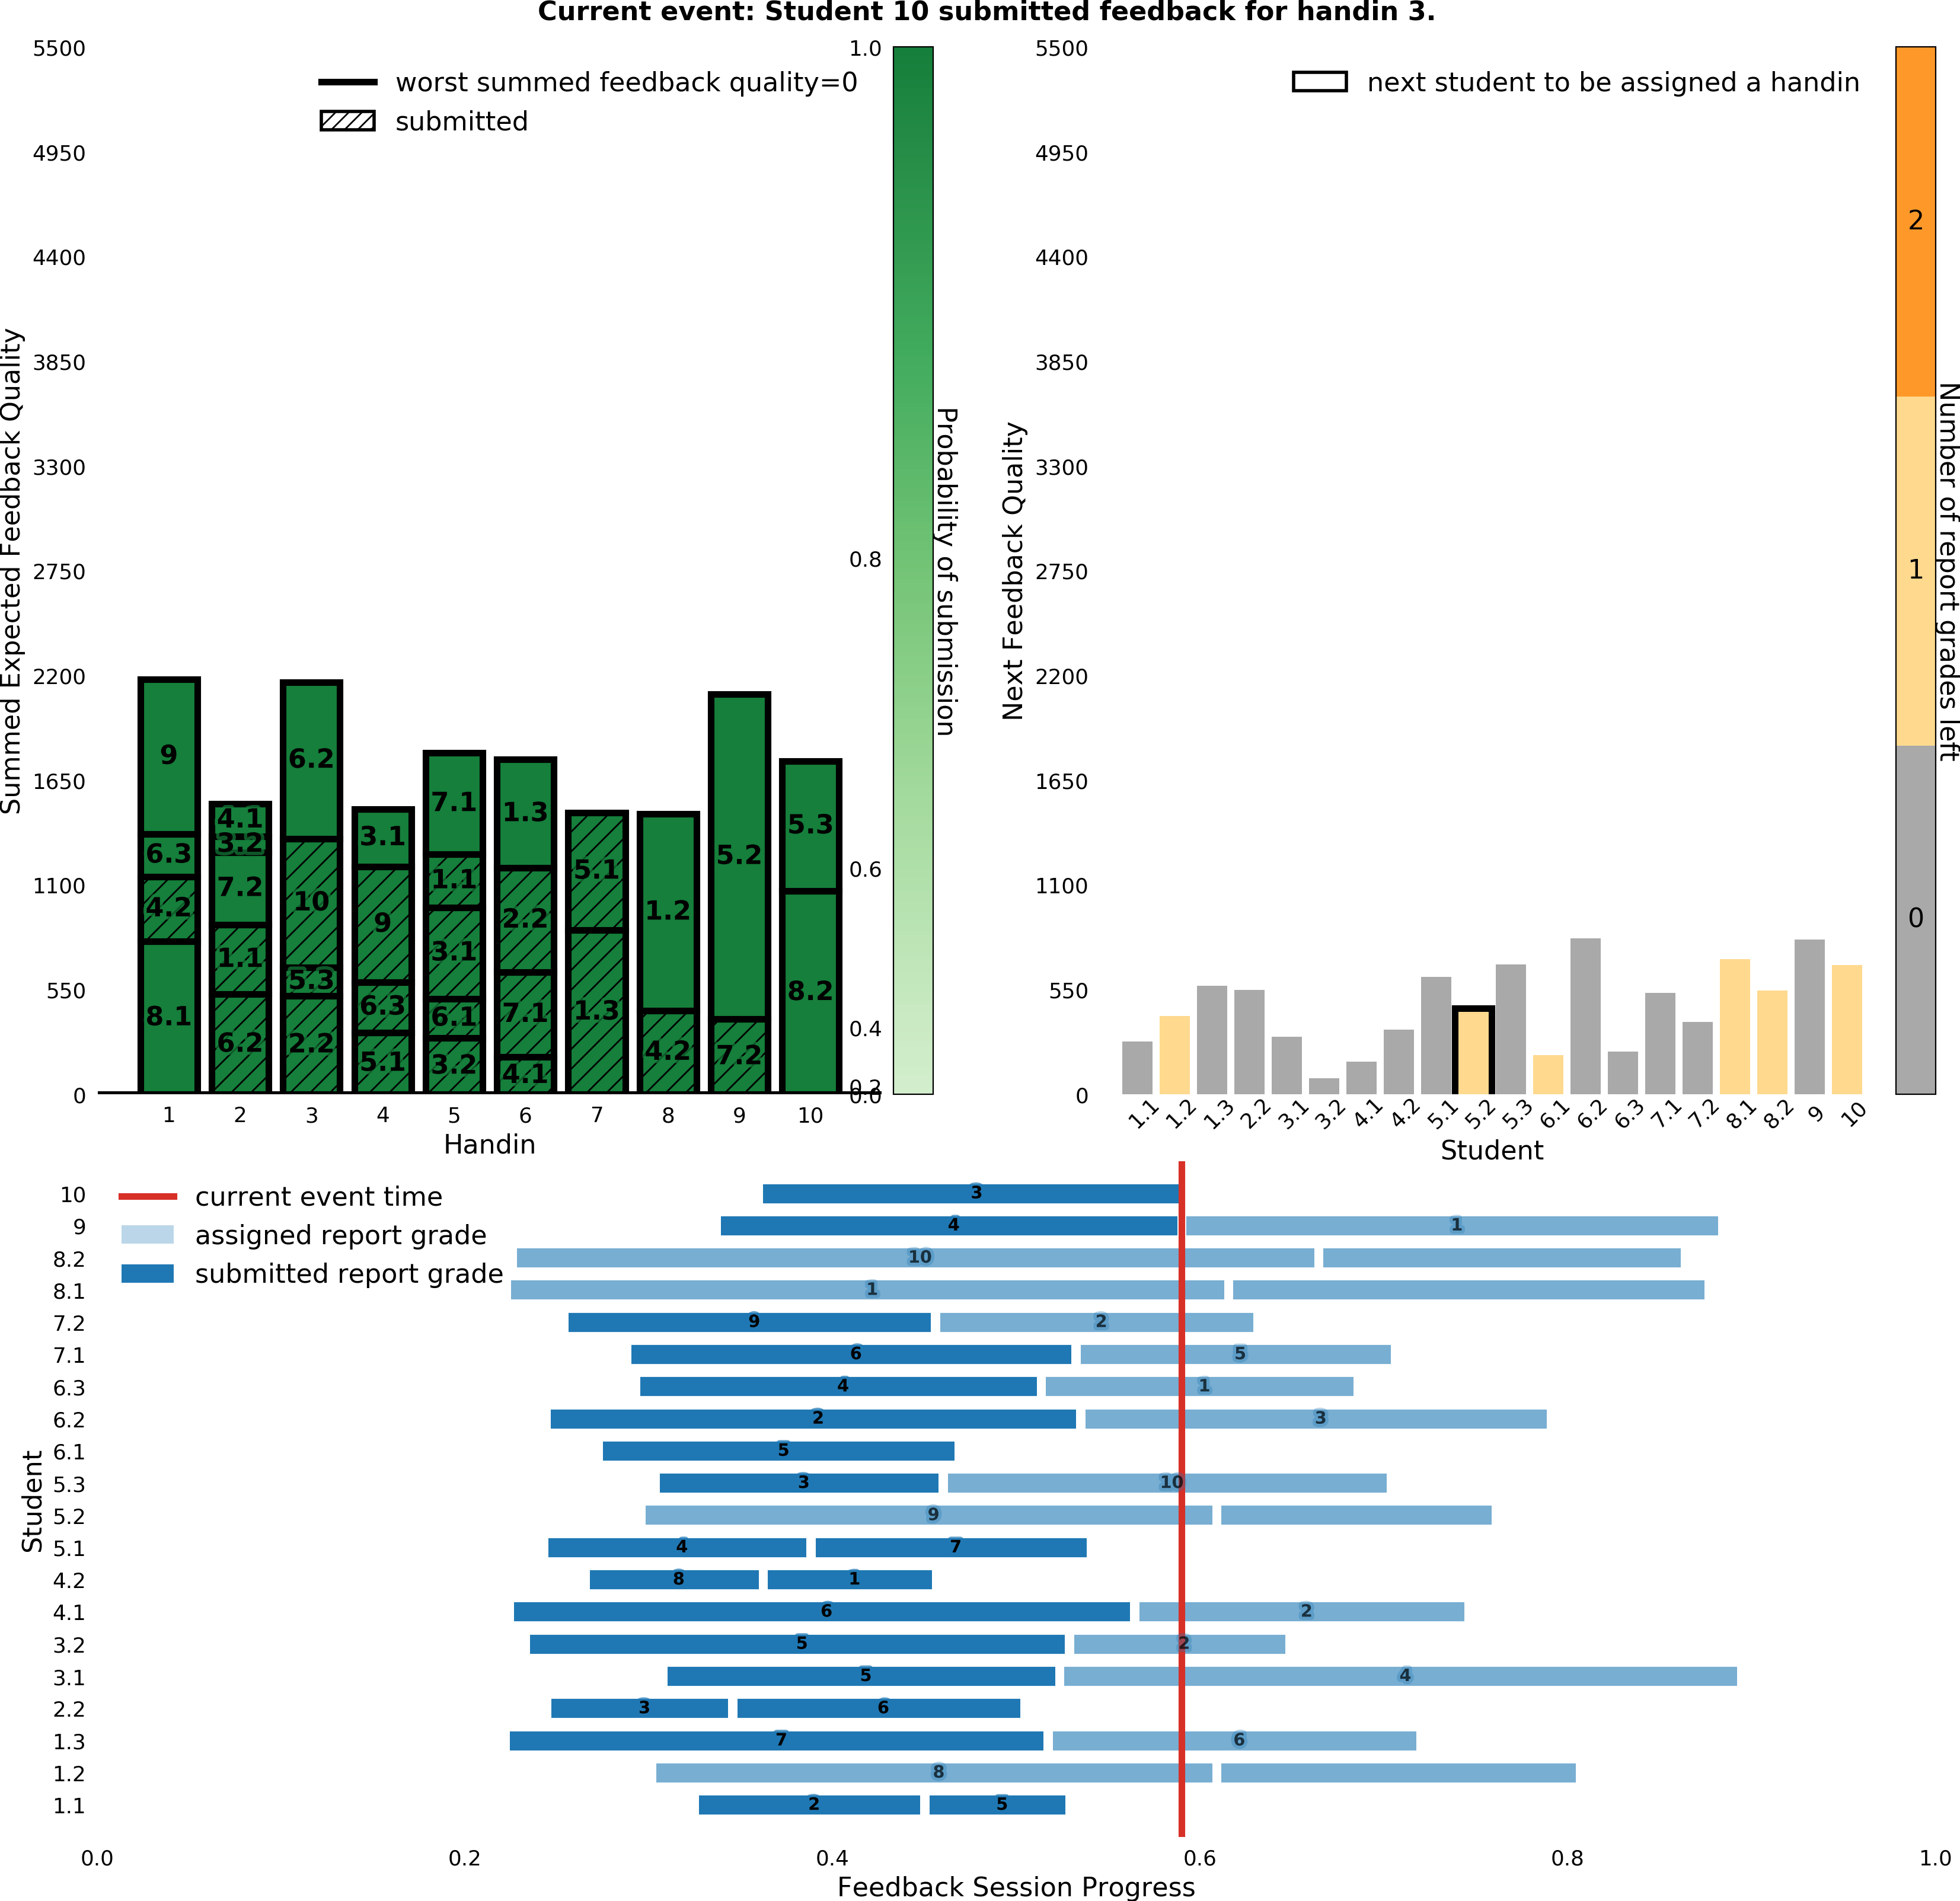 Current event: Student 10 submitted feedback for handin 3.
5500
4950
4400
3850
3300
2750
2200
1650
1100
550
0
Summed Expected Feedback Quality
worst summed feedback quality=0
submitted
9
6.3
4.2
8.1
4.1
3.2
7.2
1.1
6.2
6.2
10
5.3
2.2
3.1
9
6.3
5.1
7.1
1.1
3.1
6.1
3.2
1.3
2.2
7.1
4.1
5.1
1.3
1.2
4.2
5.2
7.2
5.3
8.2
1 2 3 4 5 6 7 8 9 10
Handin
1.0
0.8
0.6
0.4
0.2
0.0
Probability of submission
5500
4950
4400
3850
3300
2750
2200
1650
1100
550
0
Next Feedback Quality
next student to be assigned a handin
1.1 1.2 1.3 2.2 3.1 3.2 4.1 4.2 5.1 5.2 5.3 6.1 6.2 6.3 7.1 7.2 8.1 8.2 9 10
Student
2
1
0
Number of report grades left
current event time
assigned report grade
submitted report grade
Student
10 3
9 4 1
8.2 10
8.1 1
7.2 9 2
7.1 6 5
6.3 4 1
6.2 2 3
6.1 5
5.3 3 10
5.2 9
5.1 4 7
4.2 8 1
4.1 6 2
3.2 5 2
3.1 5 4
2.2 3 6
1.3 7 6
1.2 8
1.1 2 5
0.0 0.2 0.4 0.6 0.8 1.0
Feedback Session Progress